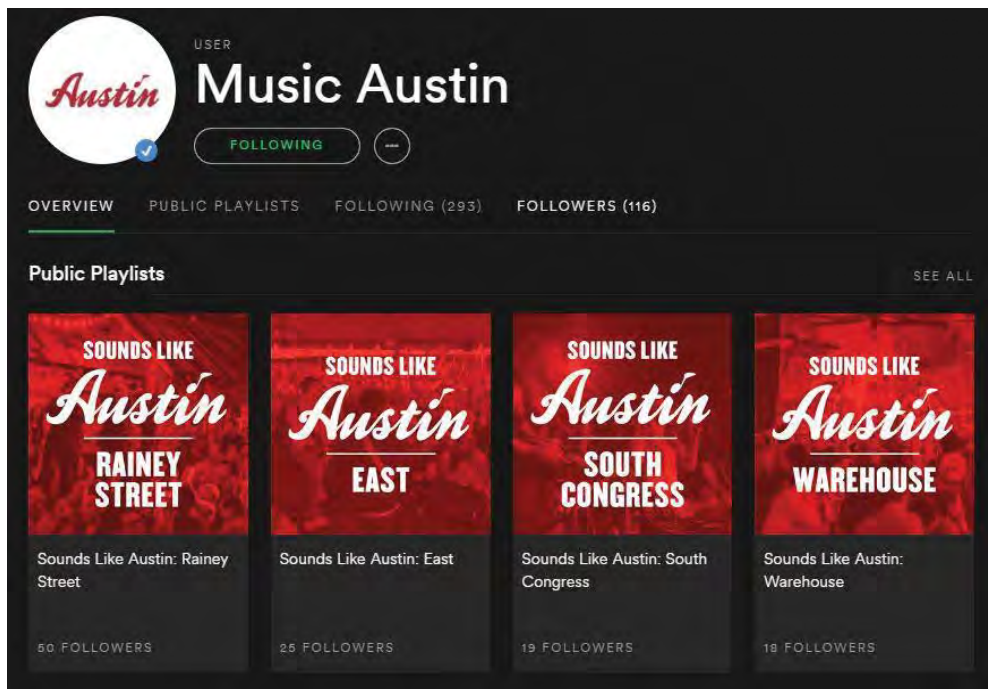 Austin
USER
Music Austin
FOLLOWING
OVERVIEW PUBLIC PLAYLISTS FOLLOWING (293) FOLLOWERS (116)
Public Playlists
SEE ALL
SOUNDS LIKE
Austin
RAINEY
STREET
Sounds Like Austin: Rainey
Street
50 FOLLOWERS
SOUNDS LIKE
Austin
EAST
Sounds Like Austin: East
25 FOLLOWERS
SOUNDS LIKE
Austin
SOUTH
CONGRESS
Sounds Like Austin: South
Congress
19 FOLLOWERS
SOUNDS LIKE
Austin
WAREHOUSE
Sounds Like Austin:
Warehouse
18 FOLLOWERS